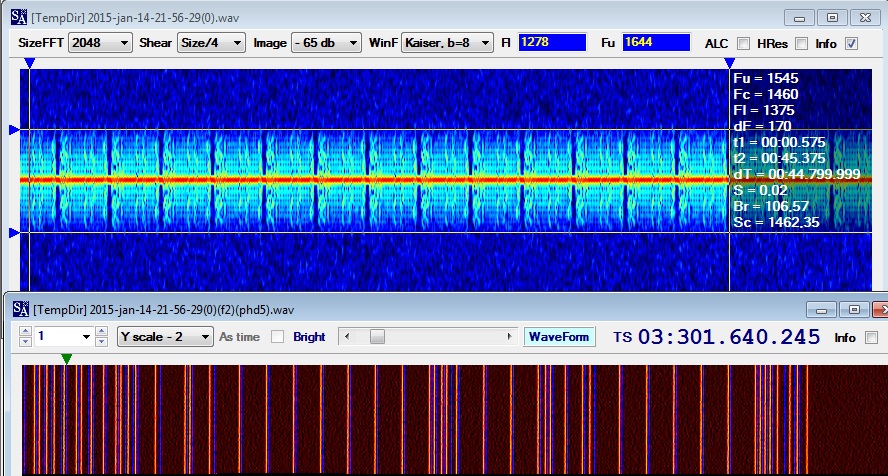 SA [TempDir] 2015-jan-14-21-56-29(0).wav
SizeFFT 2048 Shear Size/4 Image - 65 db WinF Kaiser, b=8 Fl 1278 Fu 1644 ALC HRes Info
Fu = 1545
Fc = 1460
Fl = 1375
dF = 170
t1 = 00:00.575
t2 = 00:45.375
dT = 00:44.799.999
S = 0.02
Br = 106.57
Sc = 1462.35
SA [TempDir] 2015-jan-14-21-56-29(0)(f2)(phd5).wav
1 Y scale - 2 As time Bright WaveForm TS 03:301.640.245 Info